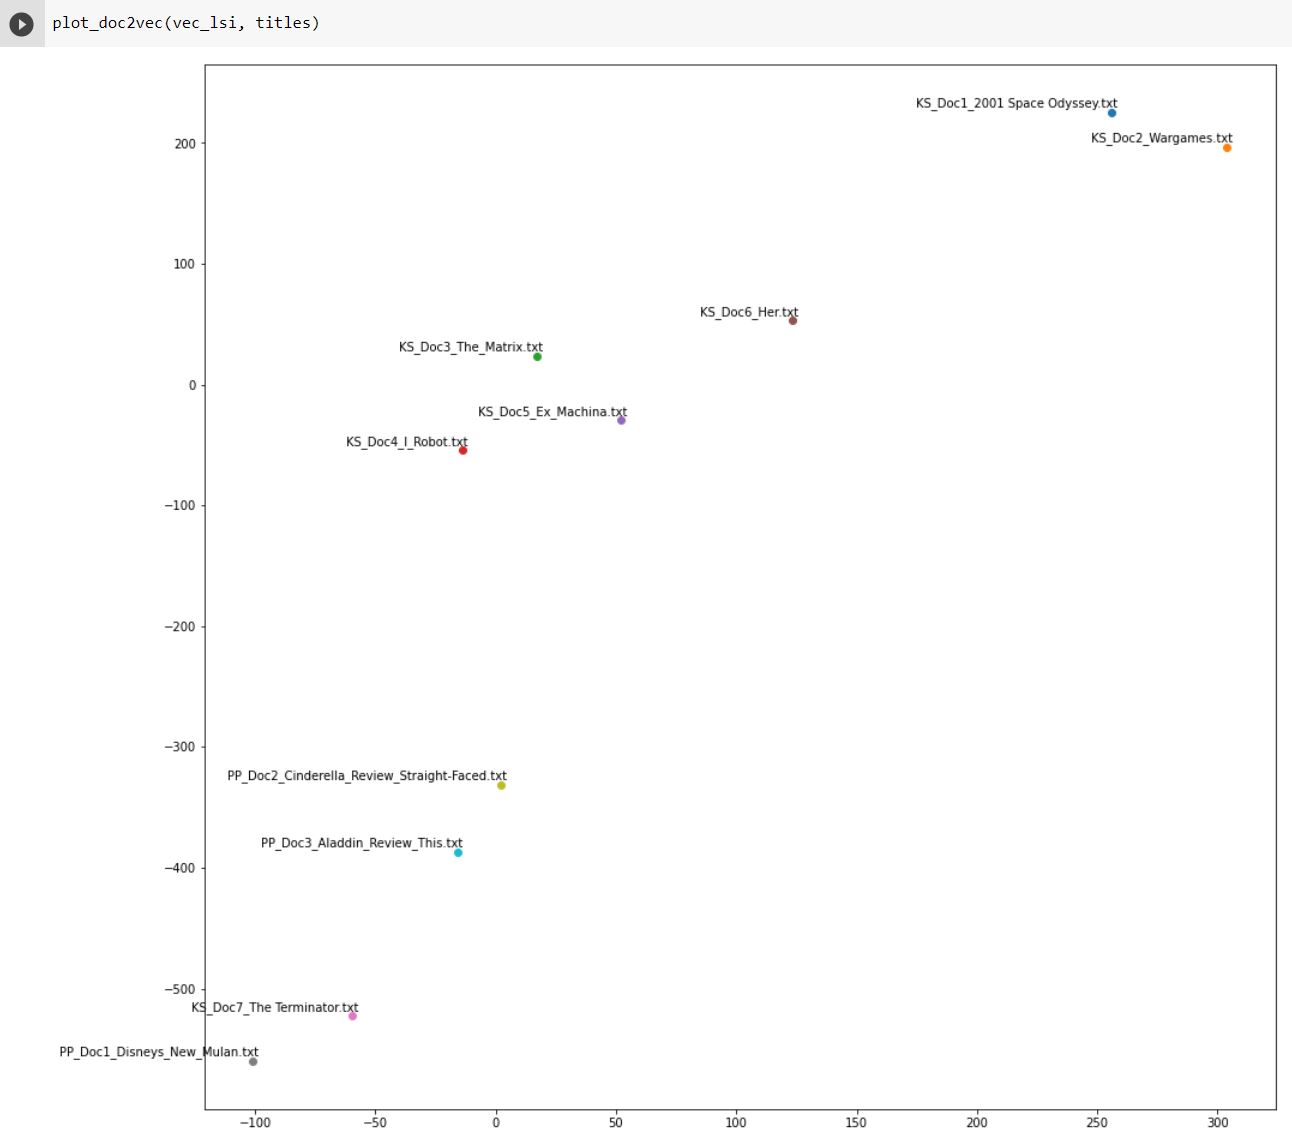 plot_doc2vec(vec_lsi, titles)
KS_Doc1_2001 Space Odyssey.txt
200
KS_Doc2_Wargames.txt
100
KS_Doc6_Her.txt
KS_Doc3_The_Matrix.txt
0
KS_Doc5_Ex_Machina.txt
KS_Doc4_I_Robot.txt
−100
−200
−300
PP_Doc2_Cinderella_Review_Straight-Faced.txt
PP_Doc3_Aladdin_Review_This.txt
−400
−500
KS_Doc7_The Terminator.txt
PP_Doc1_Disneys_New_Mulan.txt
−100 −50 0 50 100 150 200 250 300